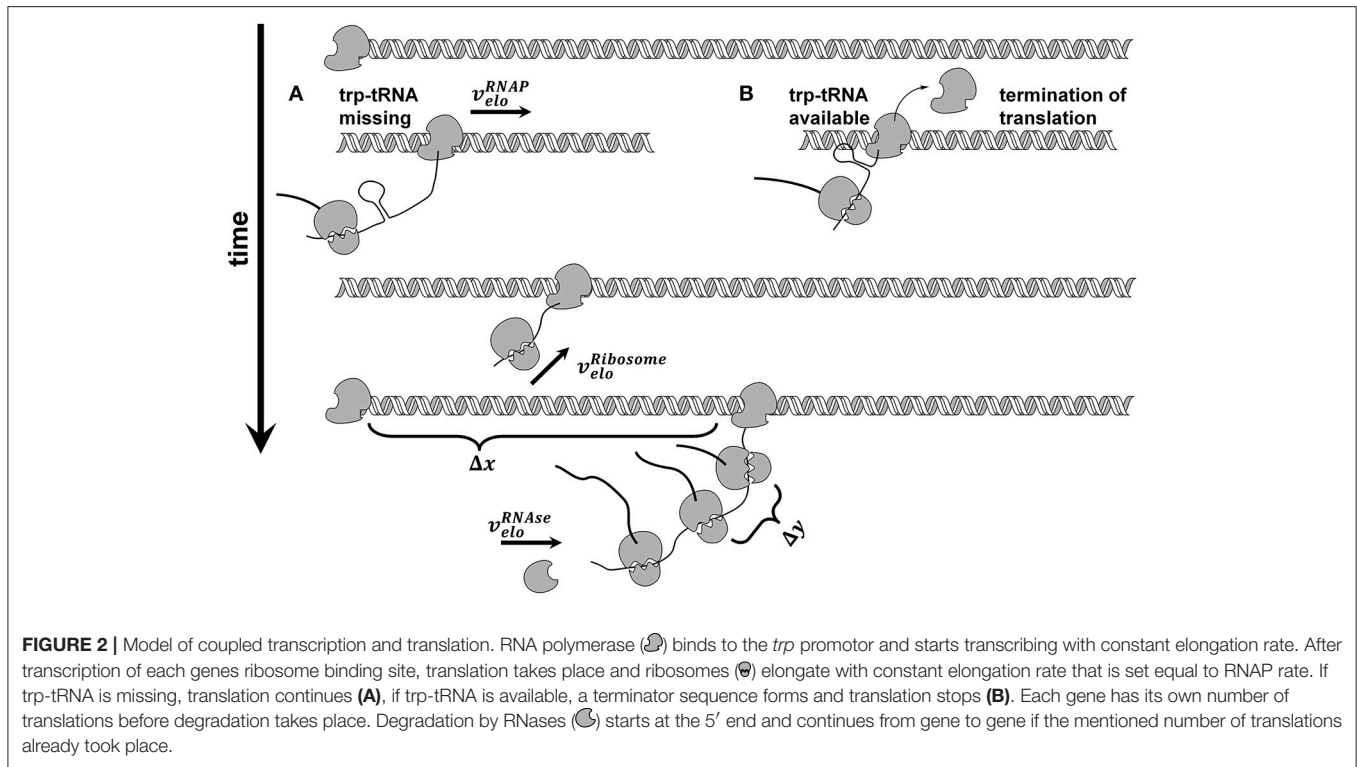 A
trp-tRNA
missing
v_elo^RNAP
B
trp-tRNA
available
termination of
translation
time
v_elo^Ribosome
Δx
v_elo^RNAse
Δy
FIGURE 2 | Model of coupled transcription and translation. RNA polymerase ( ) binds to the trp promotor and starts transcribing with constant elongation rate. After
transcription of each genes ribosome binding site, translation takes place and ribosomes ( ) elongate with constant elongation rate that is set equal to RNAP rate. If
trp-tRNA is missing, translation continues (A), if trp-tRNA is available, a terminator sequence forms and translation stops (B). Each gene has its own number of
translations before degradation takes place. Degradation by RNases ( ) starts at the 5′ end and continues from gene to gene if the mentioned number of translations
already took place.